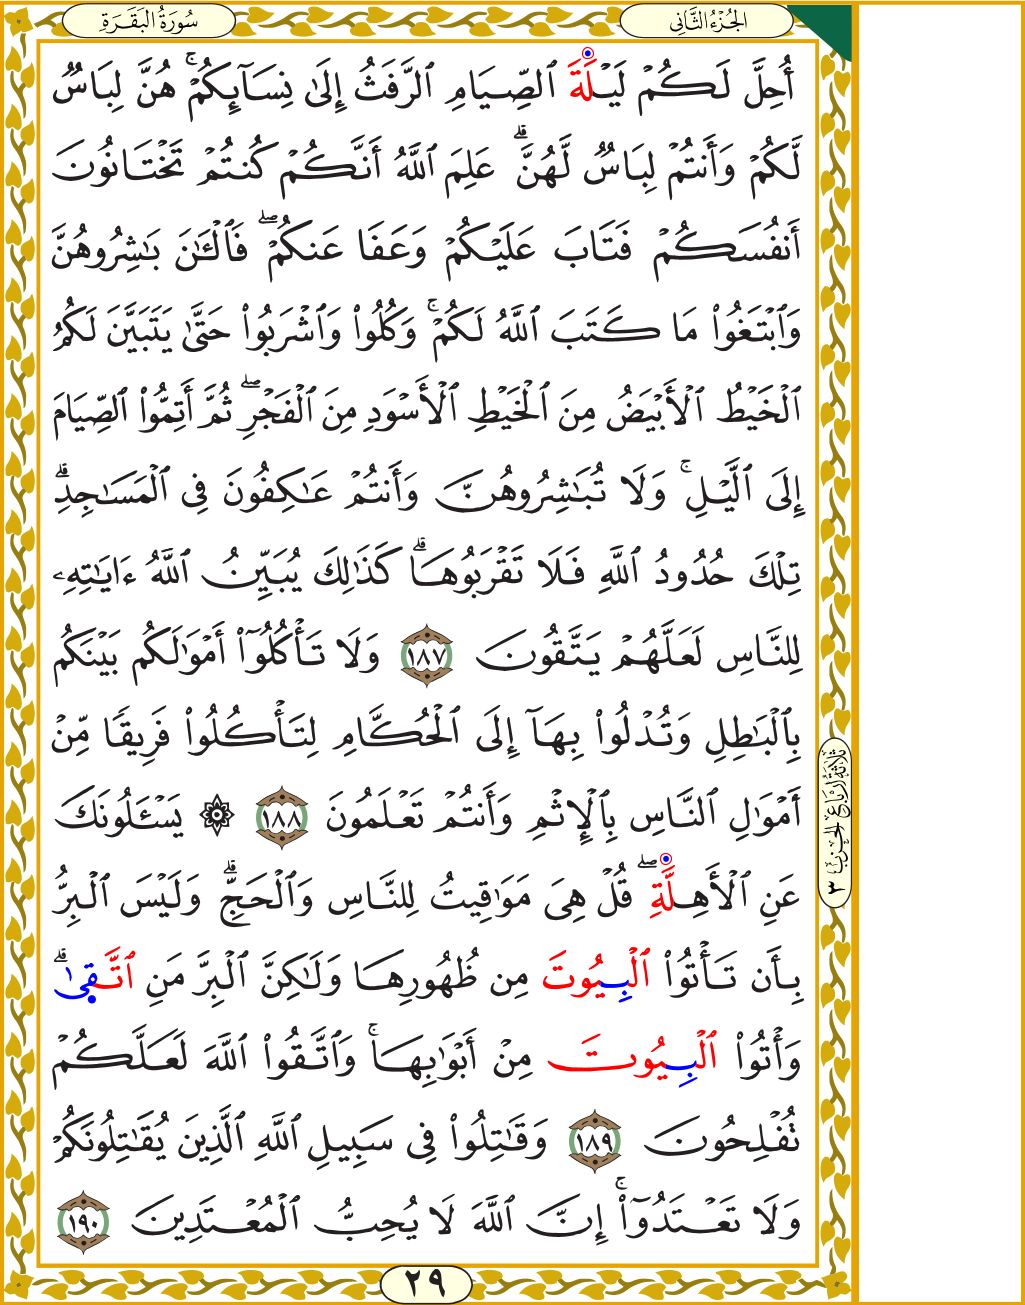 سُورَةُ البَقَرَةِ
الجُزْءُ الثَّانِي
أُحِلَّ لَكُمْ لَيْلَةَ ٱلصِّيَامِ ٱلرَّفَثُ إِلَىٰ نِسَآئِكُمْۚ هُنَّ لِبَاسٌ
لَّكُمْ وَأَنتُمْ لِبَاسٌ لَّهُنَّۗ عَلِمَ ٱللَّهُ أَنَّكُمْ كُنتُمْ تَخْتَانُونَ
أَنفُسَكُمْ فَتَابَ عَلَيْكُمْ وَعَفَا عَنكُمْۖ فَٱلْـَٰٔنَ بَٰشِرُوهُنَّ
وَٱبْتَغُوا۟ مَا كَتَبَ ٱللَّهُ لَكُمْۚ وَكُلُوا۟ وَٱشْرَبُوا۟ حَتَّىٰ يَتَبَيَّنَ لَكُمُ
ٱلْخَيْطُ ٱلْأَبْيَضُ مِنَ ٱلْخَيْطِ ٱلْأَسْوَدِ مِنَ ٱلْفَجْرِۖ ثُمَّ أَتِمُّوا۟ ٱلصِّيَامَ
إِلَى ٱلَّيْلِۚ وَلَا تُبَٰشِرُوهُنَّ وَأَنتُمْ عَٰكِفُونَ فِى ٱلْمَسَٰجِدِۗ
تِلْكَ حُدُودُ ٱللَّهِ فَلَا تَقْرَبُوهَاۗ كَذَٰلِكَ يُبَيِّنُ ٱللَّهُ ءَايَٰتِهِۦ
لِلنَّاسِ لَعَلَّهُمْ يَتَّقُونَ ١٨٧ وَلَا تَأْكُلُوٓا۟ أَمْوَٰلَكُم بَيْنَكُم
بِٱلْبَٰطِلِ وَتُدْلُوا۟ بِهَآ إِلَى ٱلْحُكَّامِ لِتَأْكُلُوا۟ فَرِيقًا مِّنْ
أَمْوَٰلِ ٱلنَّاسِ بِٱلْإِثْمِ وَأَنتُمْ تَعْلَمُونَ ١٨٨ ۞ يَسْـَٔلُونَكَ
عَنِ ٱلْأَهِلَّةِۖ قُلْ هِىَ مَوَٰقِيتُ لِلنَّاسِ وَٱلْحَجِّۗ وَلَيْسَ ٱلْبِرُّ
بِأَن تَأْتُوا۟ ٱلْبِيُوتَ مِن ظُهُورِهَا وَلَٰكِنَّ ٱلْبِرَّ مَنِ ٱتَّقَىٰۗ
وَأْتُوا۟ ٱلْبِيُوتَ مِنْ أَبْوَٰبِهَاۚ وَٱتَّقُوا۟ ٱللَّهَ لَعَلَّكُمْ
تُفْلِحُونَ ١٨٩ وَقَٰتِلُوا۟ فِى سَبِيلِ ٱللَّهِ ٱلَّذِينَ يُقَٰتِلُونَكُمْ
وَلَا تَعْتَدُوٓا۟ۚ إِنَّ ٱللَّهَ لَا يُحِبُّ ٱلْمُعْتَدِينَ ١٩٠
ثلاثة أرباع الحزب ٣
٢٩